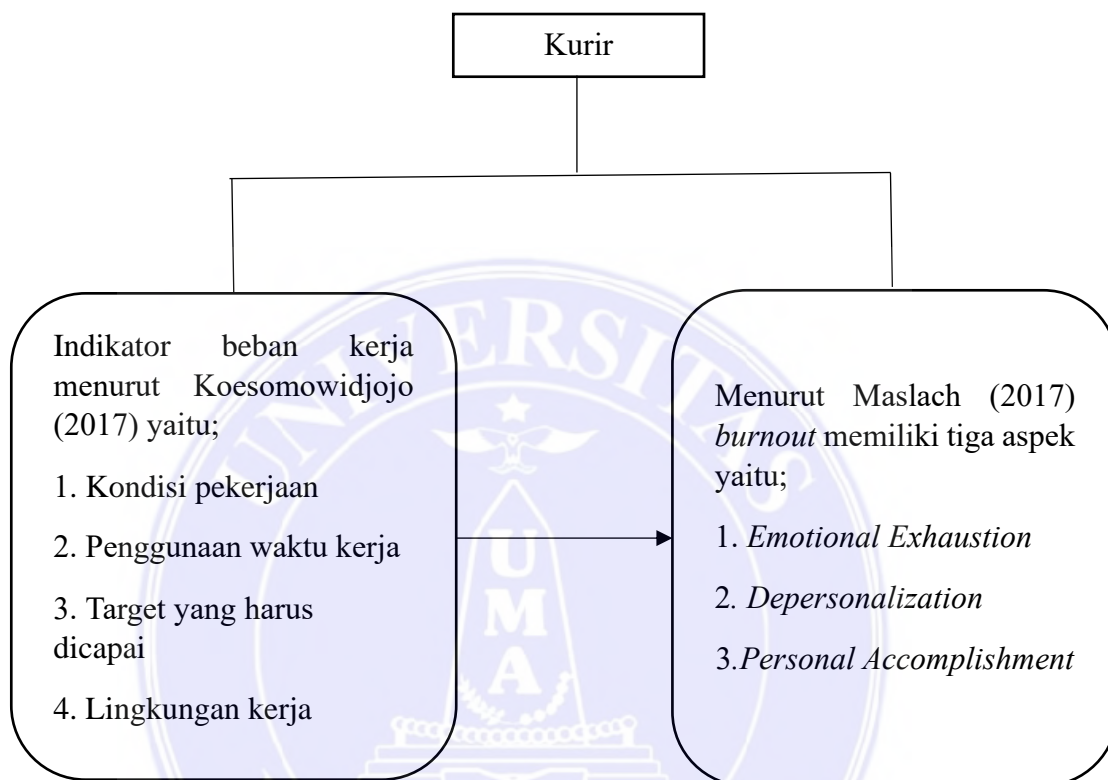 Kurir
Indikator beban kerja
menurut Koesomowidjojo
(2017) yaitu;
1. Kondisi pekerjaan
2. Penggunaan waktu kerja
3. Target yang harus
dicapai
4. Lingkungan kerja
Menurut Maslach (2017)
burnout memiliki tiga aspek
yaitu;
1. Emotional Exhaustion
2. Depersonalization
3.Personal Accomplishment
UNIVERSITAS
UMA